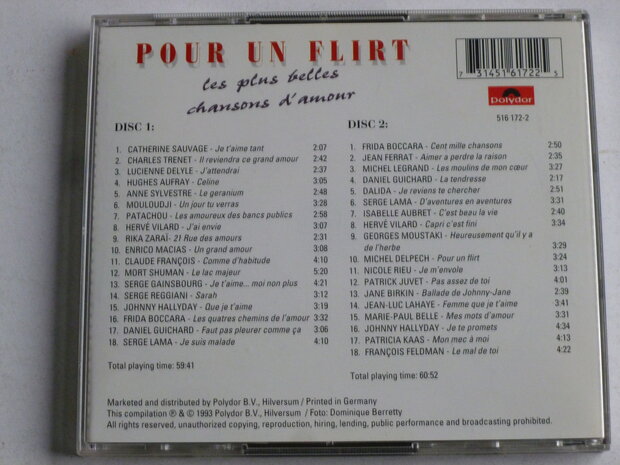 POUR UN FLIRT
les plus belles
chansons d'amour
7 31451 61722 5
Polydor
516 172-2
DISC 1:
1. CATHERINE SAUVAGE - Je t'aime tant 2:07
2. CHARLES TRENET - Il reviendra ce grand amour 2:42
3. LUCIENNE DELYLE - J'attendrai 2:37
4. HUGHES AUFRAY - Celine 3:05
5. ANNE SYLVESTRE - Le geranium 2:48
6. MOULOUDJI - Un jour tu verras 2:38
7. PATACHOU - Les amoureux des bancs publics 2:58
8. HERVÉ VILARD - J'ai envie 3:07
9. RIKA ZARAÏ- 21 Rue des amours 2:31
10. ENRICO MACIAS - Un grand amour 3:08
11. CLAUDE FRANÇOIS - Comme d'habitude 4:10
12. MORT SHUMAN - Le lac majeur 5:20
13. SERGE GAINSBOURG - Je t'aime... moi non plus 4:21
14. SERGE REGGIANI - Sarah 3:12
15. JOHNNY HALLYDAY - Que je t'aime 3:19
16. FRIDA BOCCARA - Les quatres chemins de l'amour 3:32
17. DANIEL GUICHARD - Faut pas pleurer comme ça 3:06
18. SERGE LAMA - Je suis malade 4:10
Total playing time: 59:41
DISC 2:
1. FRIDA BOCCARA - Cent mille chansons 2:50
2. JEAN FERRAT - Aimer a perdre la raison 2:35
3. MICHEL LEGRAND - Les moulins de mon cœur 3:27
4. DANIEL GUICHARD - La tendresse 2:17
5. DALIDA - Je reviens te chercher 2:51
6. SERGE LAMA - D'aventures en aventures 3:31
7. ISABELLE AUBRET - C'est beau la vie 2:40
8. HERVÉ VILARD - Capri c'est fini 3:34
9. GEORGES MOUSTAKI - Heureusement qu'il y a
de l'herbe 3:29
10. MICHEL DELPECH - Pour un flirt 3:24
11. NICOLE RIEU - Je m'envole 3:13
12. PATRICK JUVET - Pas assez de toi 4:01
13. JANE BIRKIN - Ballade de Johnny-Jane 2:39
14. JEAN-LUC LAHAYE - Femme que je t'aime 3:41
15. MARIE-PAUL BELLE - Mes mots d'amour 3:31
16. JOHNNY HALLYDAY - Je te promets 4:34
17. PATRICIA KAAS - Mon mec à moi 4:13
18. FRANÇOIS FELDMAN - Le mal de toi 4:22
Total playing time: 60:52
Marketed and distributed by Polydor B.V., Hilversum / Printed in Germany
This compilation ℗ & © 1993 Polydor B.V., Hilversum / Foto: Dominique Berretty
All rights reserved, unauthorized copying, reproduction, hiring, lending, public performance and broadcasting prohibited.